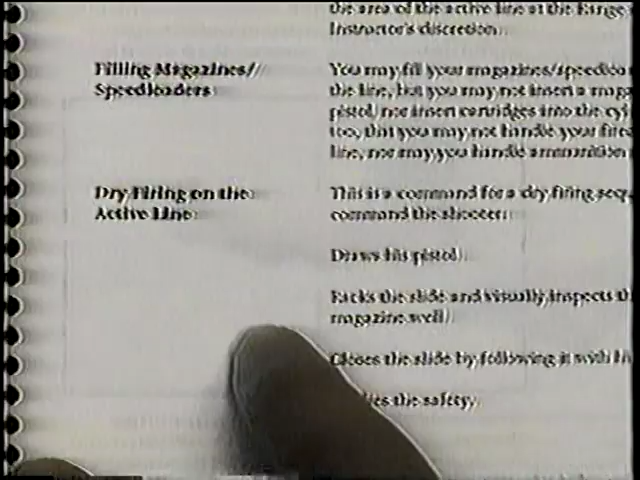 the area of the active line at the Range
Instructor's discretion.
Filling Magazines/
Speedloaders
You may fill your magazines/speedloa
the line, but you may not insert a maga
pistol, nor insert cartridges into the cyl
too, that you may not handle your firea
line, nor may you handle ammunition
Dry Firing on the
Active Line
This is a command for a dry firing sequ
command the shooter:
Draws his pistol
Racks the slide and visually inspects th
magazine well
Closes the slide by following it with
the safety